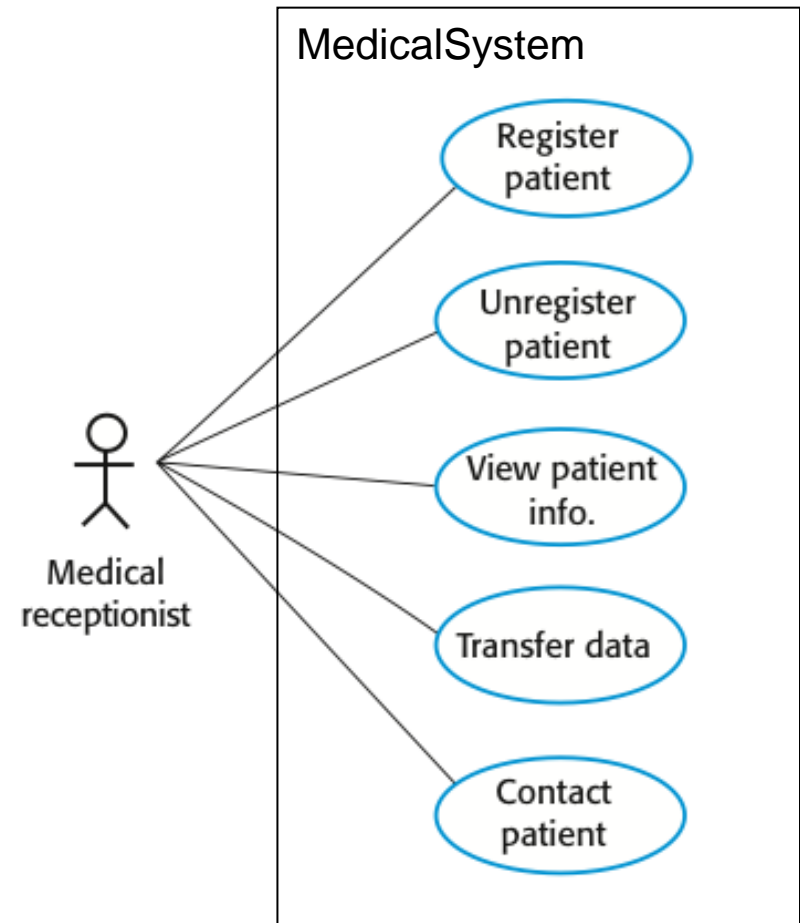 MedicalSystem
Register
patient
Unregister
patient
View patient
info.
Medical
receptionist
Transfer data
Contact
patient